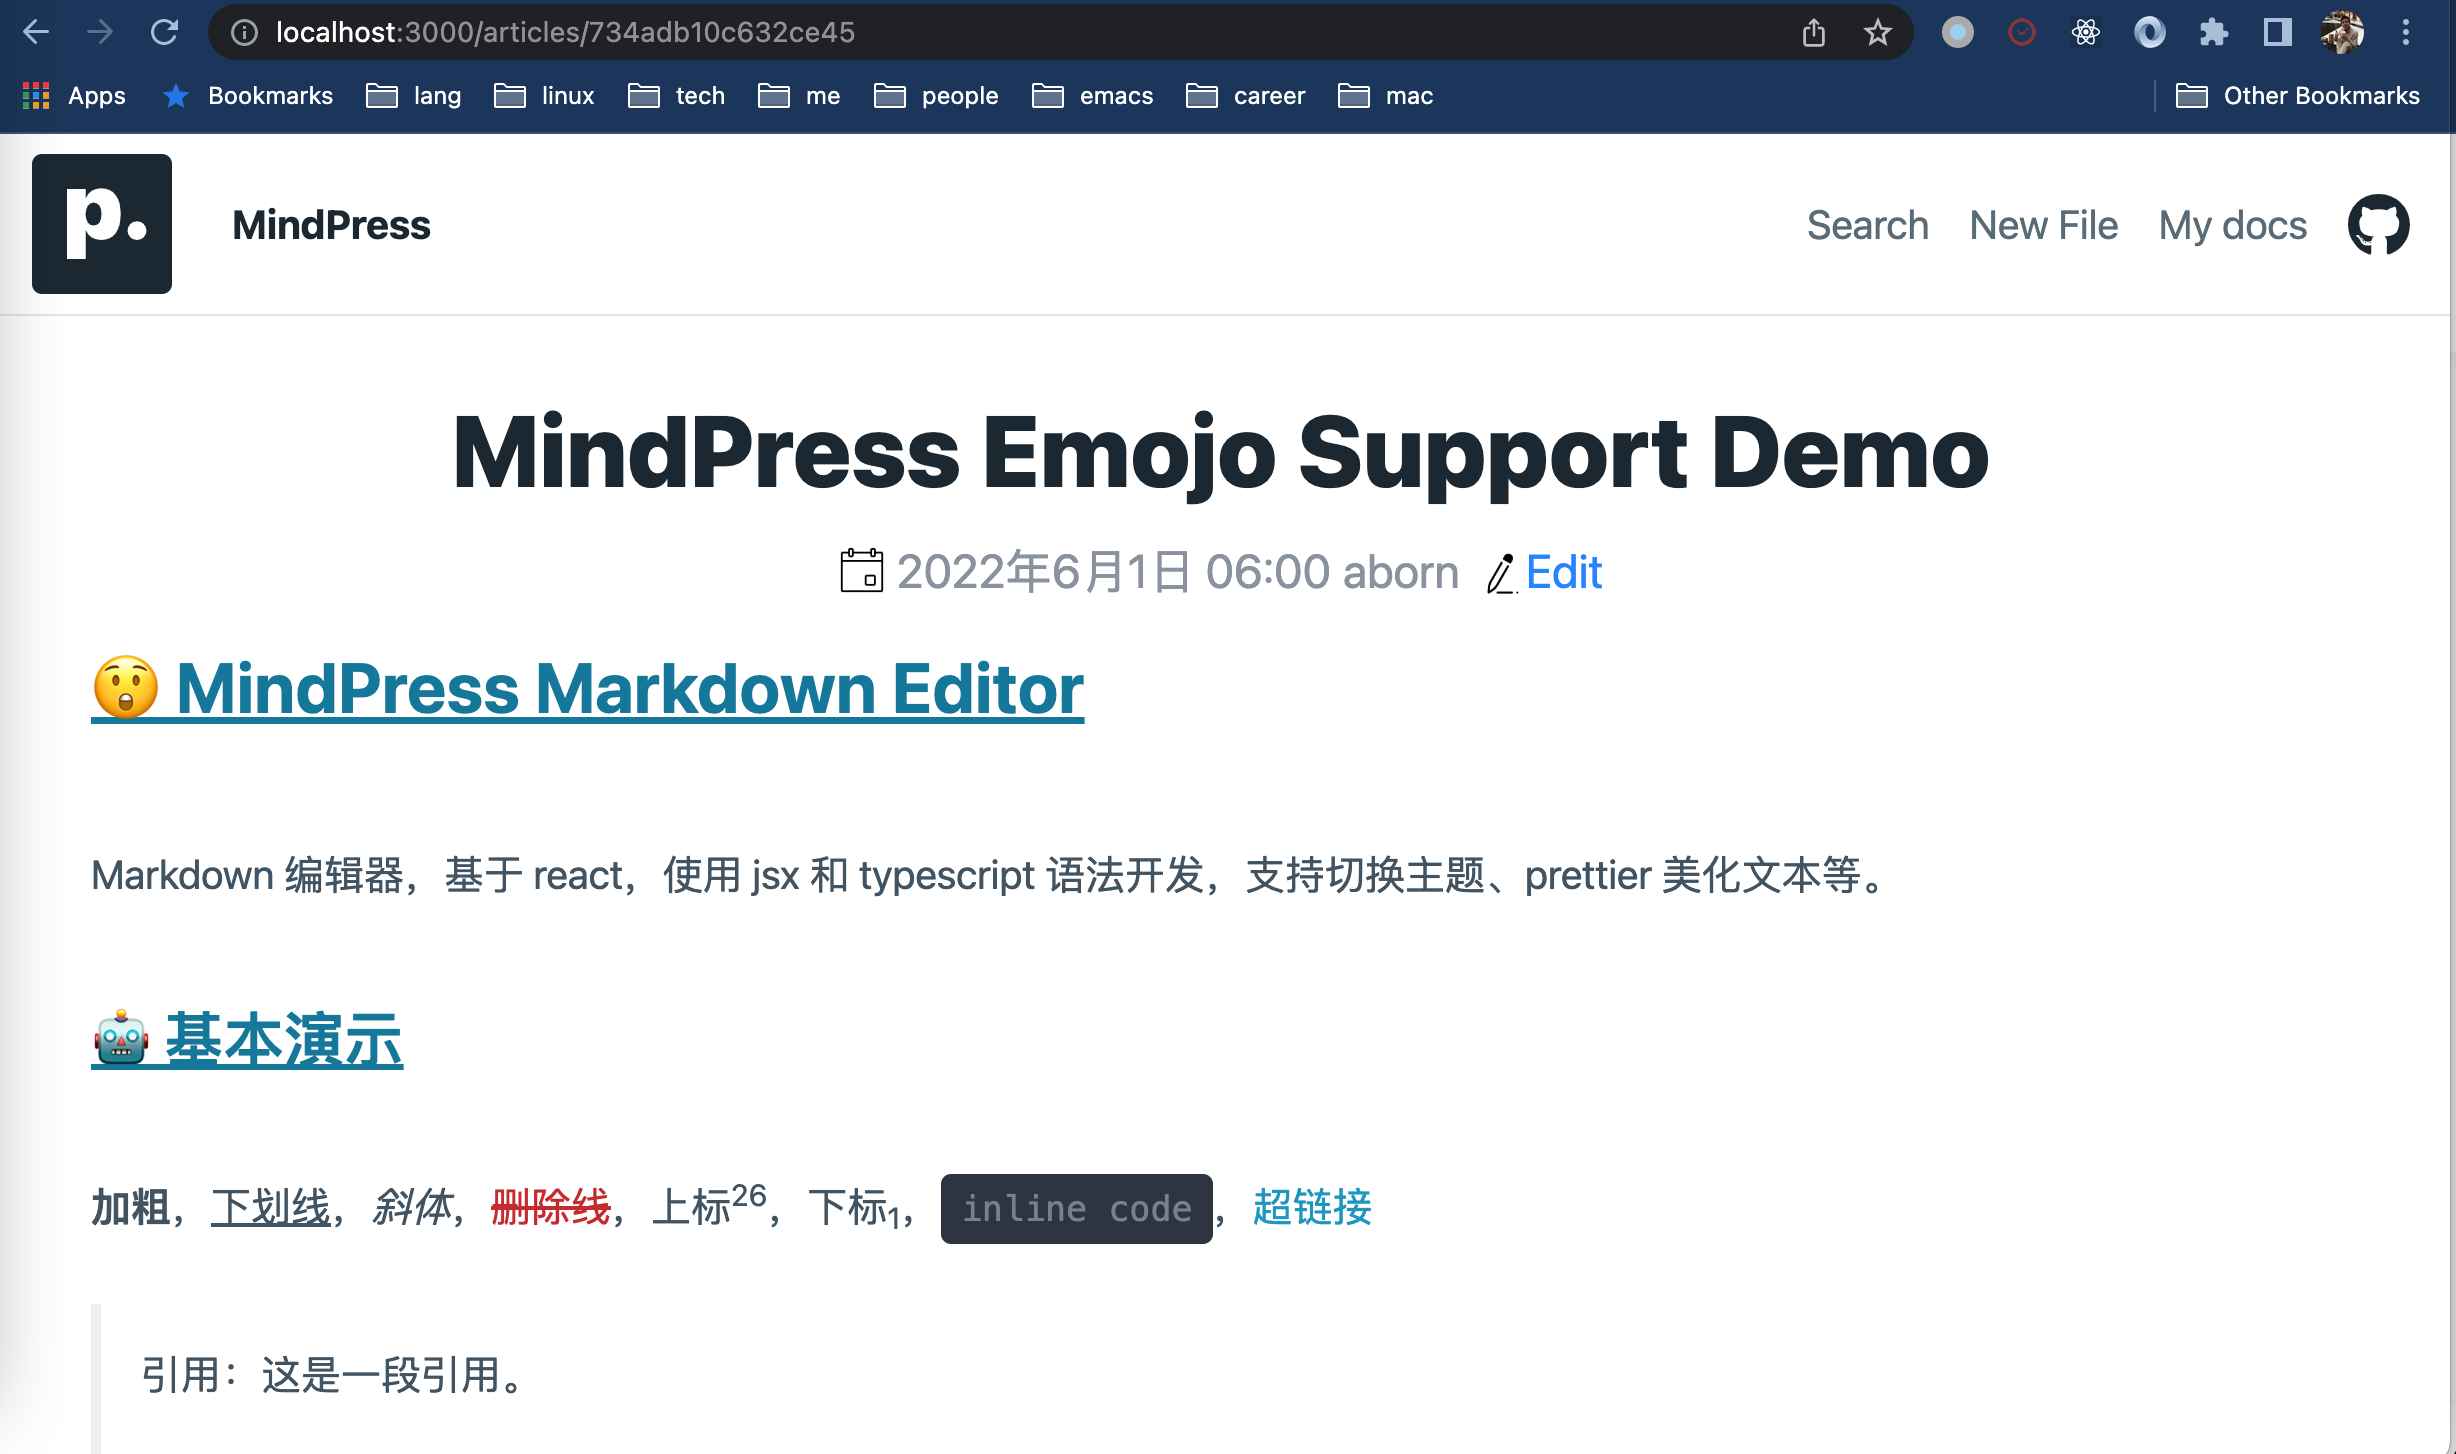 localhost:3000/articles/734adb10c632ce45
Apps Bookmarks lang linux tech me people emacs career mac Other Bookmarks
p. MindPress Search New File My docs
MindPress Emojo Support Demo
2022年6月1日 06:00 aborn Edit
😲 MindPress Markdown Editor
Markdown 编辑器，基于 react，使用 jsx 和 typescript 语法开发，支持切换主题、prettier 美化文本等。
🤖 基本演示
加粗，下划线，斜体，删除线，上标26，下标1，inline code，超链接
引用：这是一段引用。